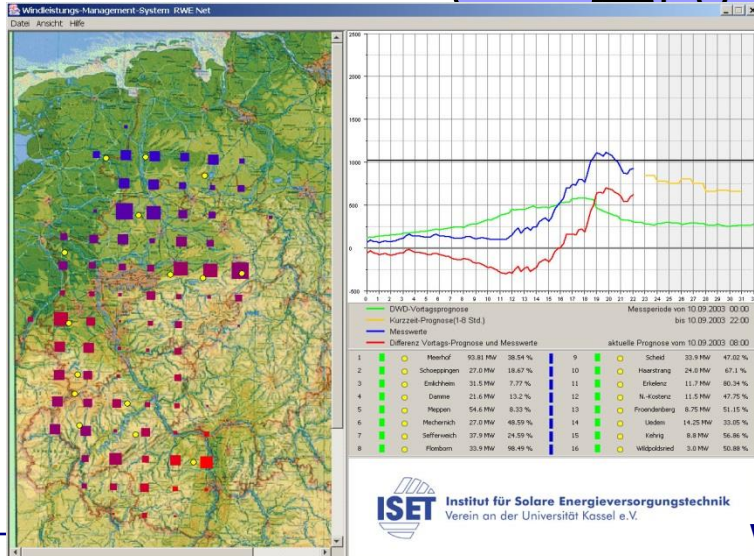 Windleistungs-Management-System RWE Net
Datei Ansicht Hilfe
2500
2000
1500
1000
500
0
-500
0 1 2 3 4 5 6 7 8 9 10 11 12 13 14 15 16 17 18 19 20 21 22 23 24 25 26 27 28 29 30 31
DWD-Vortagsprognose Messperiode von 10.09.2003 00:00
Kurzzeit-Prognose(1-8 Std.) bis 10.09.2003 22:00
Messwerte
Differenz Vortags-Prognose und Messwerte aktuelle Prognose vom 10.09.2003 08:00
1 Meerhof 93.81 MW 38.54 % 9 Scheid 33.9 MW 47.02 %
2 Schoeppingen 27.0 MW 18.67 % 10 Haarstrang 24.0 MW 67.1 %
3 Emlichheim 31.5 MW 7.77 % 11 Erkelenz 11.7 MW 80.34 %
4 Damme 21.6 MW 13.2 % 12 N.-Kostenz 11.5 MW 47.75 %
5 Meppen 54.6 MW 8.33 % 13 Froendenberg 8.75 MW 51.15 %
6 Mechernich 27.0 MW 48.59 % 14 Uedem 14.25 MW 33.05 %
7 Sefferweich 37.9 MW 24.59 % 15 Kehrig 8.8 MW 56.86 %
8 Flomborn 33.9 MW 98.49 % 16 Wildpoldsried 3.0 MW 50.88 %
ISET Institut für Solare Energieversorgungstechnik
Verein an der Universität Kassel e.V.